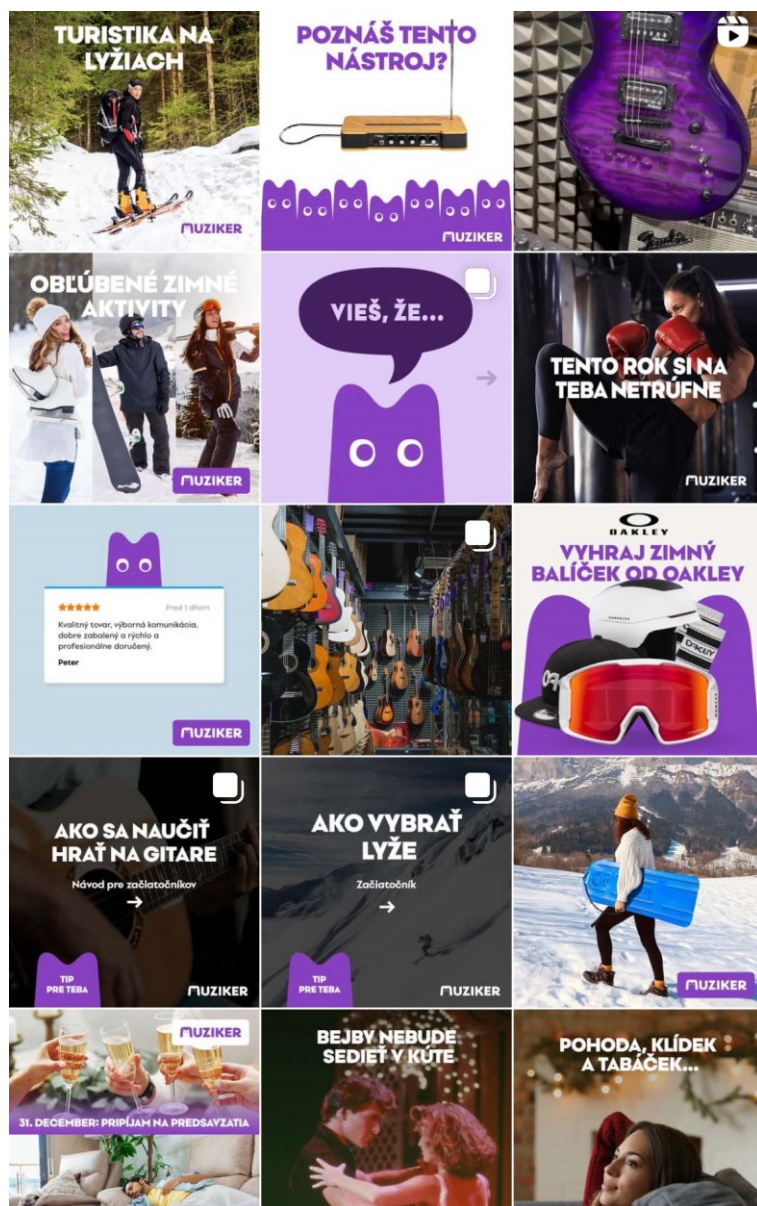 TURISTIKA NA
LYŽIACH
MUZIKER
POZNÁŠ TENTO
NÁSTROJ?
MUZIKER
Fender
OBĽÚBENÉ ZIMNÉ
AKTIVITY
MUZIKER
VIEŠ, ŽE...
TENTO ROK SI NA
TEBA NETRÚFNE
MUZIKER
Pred 1 dňom
Kvalitný tovar, výborná komunikácia,
dobre zabalený a rýchlo a
profesionálne doručený.
Peter
MUZIKER
OAKLEY
VYHRAJ ZIMNÝ
BALÍČEK OD OAKLEY
OAKLEY
AKO SA NAUČIŤ
HRAŤ NA GITARE
Návod pre začiatočníkov
TIP
PRE TEBA
MUZIKER
AKO VYBRAŤ
LYŽE
Začiatočník
TIP
PRE TEBA
MUZIKER
MUZIKER
MUZIKER
31. DECEMBER: PRIPÍJAM NA PREDSAVZATIA
BEJBY NEBUDE
SEDIEŤ V KÚTE
POHODA, KLÍDEK
A TABÁČEK...